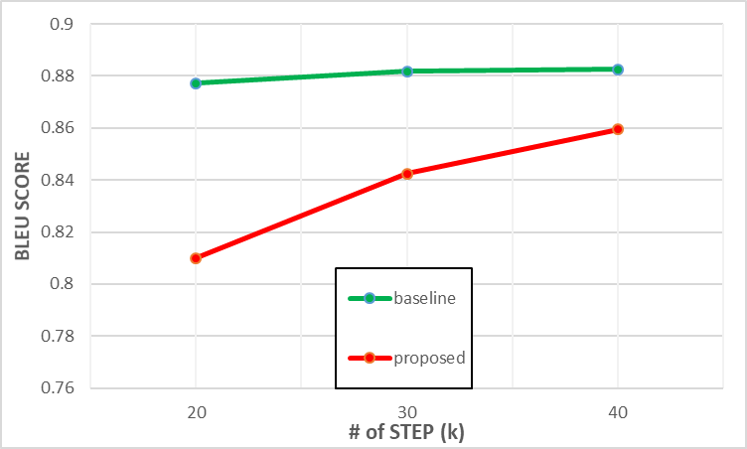 0.9
0.88
0.86
0.84
0.82
0.8
0.78
0.76
BLEU SCORE
baseline
proposed
20 30 40
# of STEP (k)